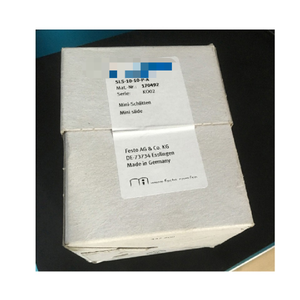 SLS-10-10-P-A
Mat.-Nr. 170492
Serie: K002
Mini-Schlitten
Mini-slide
Festo AG & Co. KG
DE-73734 Esslingen
Made in Germany